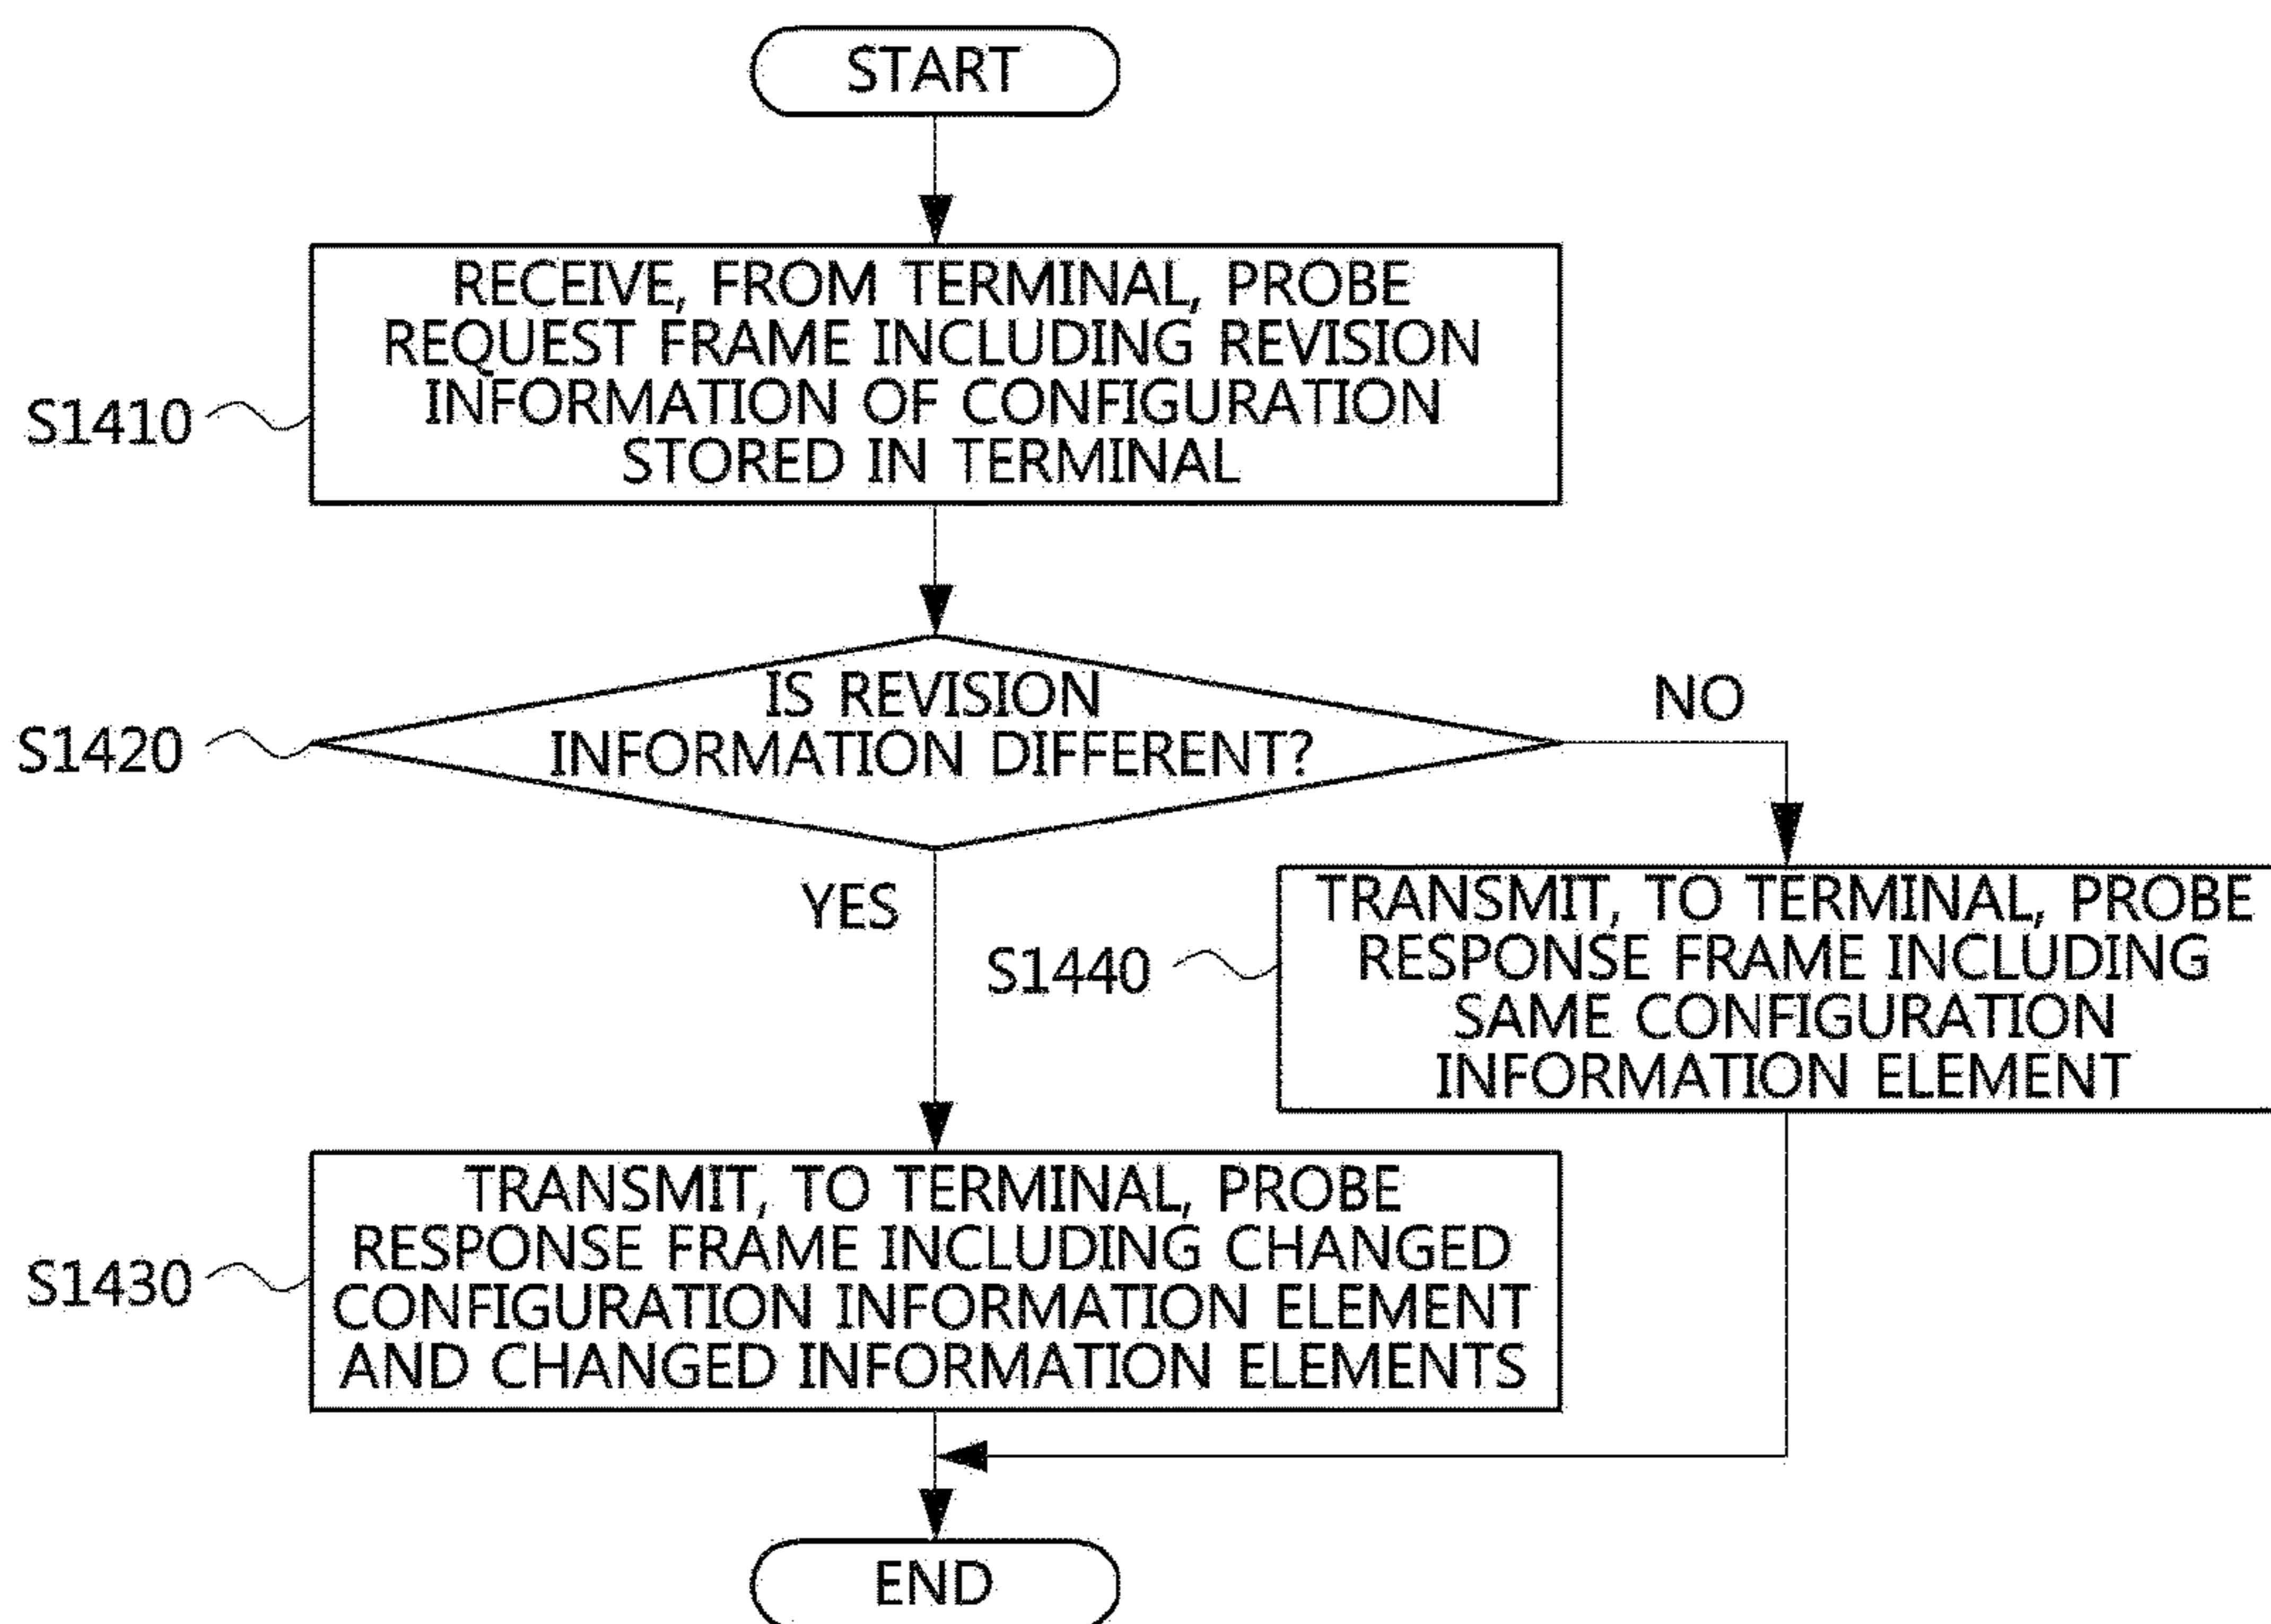 START
RECEIVE, FROM TERMINAL, PROBE
REQUEST FRAME INCLUDING REVISION
INFORMATION OF CONFIGURATION
STORED IN TERMINAL
S1410
IS REVISION
INFORMATION DIFFERENT?
S1420
NO
YES
TRANSMIT, TO TERMINAL, PROBE
RESPONSE FRAME INCLUDING
SAME CONFIGURATION
INFORMATION ELEMENT
S1440
TRANSMIT, TO TERMINAL, PROBE
RESPONSE FRAME INCLUDING CHANGED
CONFIGURATION INFORMATION ELEMENT
AND CHANGED INFORMATION ELEMENTS
S1430
END